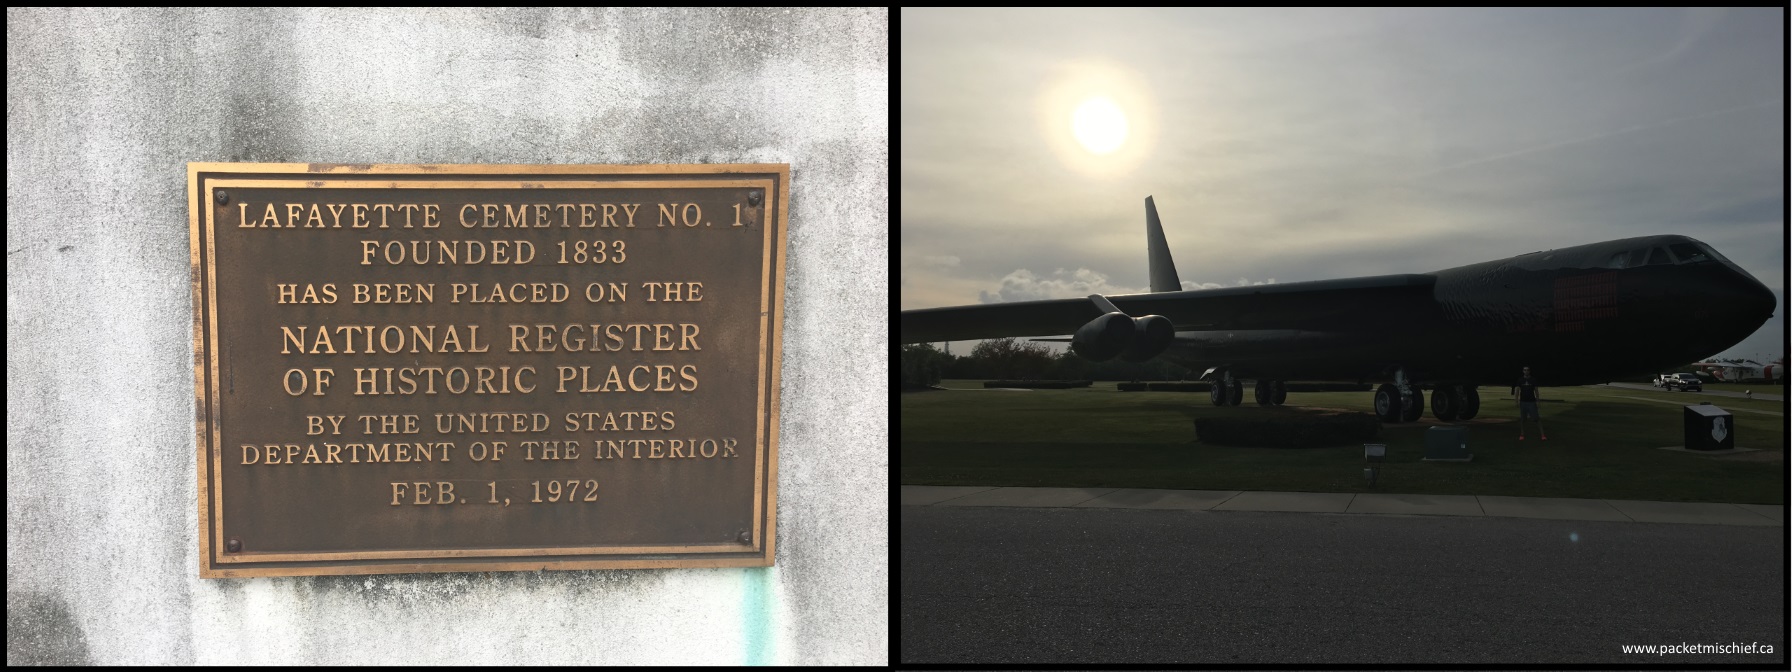 LAFAYETTE CEMETERY NO. 1
FOUNDED 1833
HAS BEEN PLACED ON THE
NATIONAL REGISTER
OF HISTORIC PLACES
BY THE UNITED STATES
DEPARTMENT OF THE INTERIOR
FEB. 1, 1972
www.packetmischief.ca